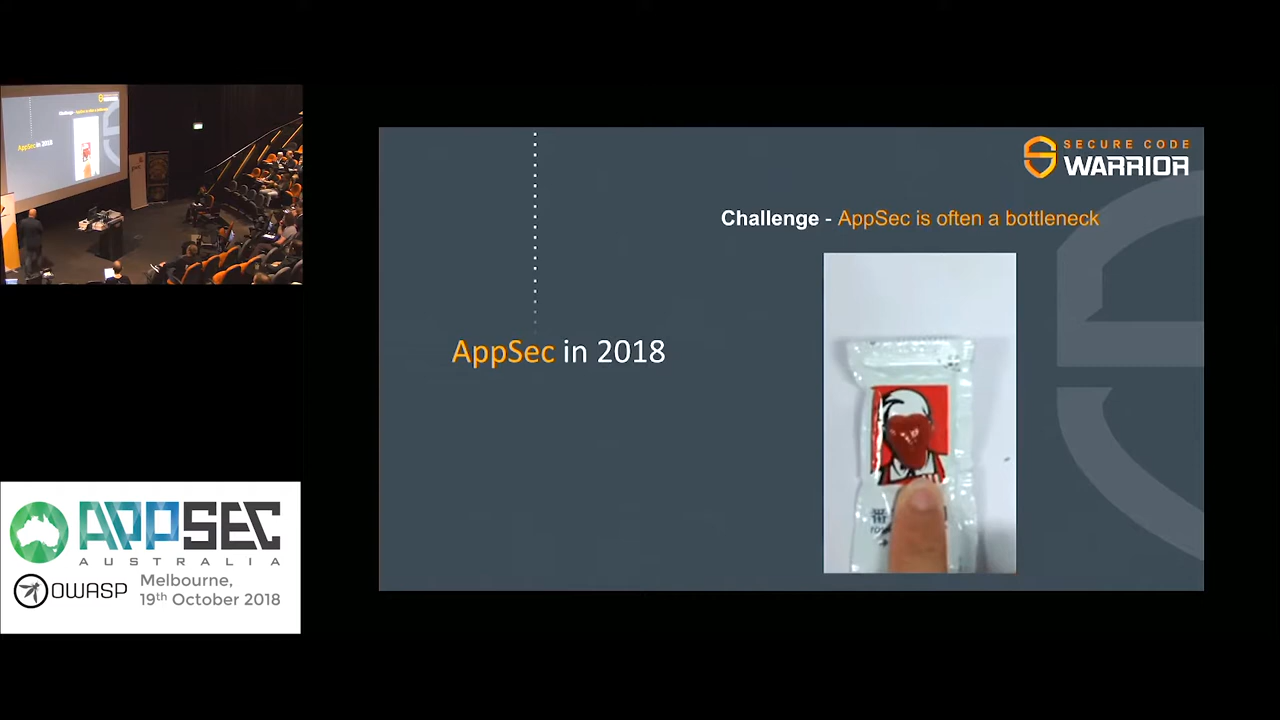 SECURE CODE
WARRIOR
Challenge - AppSec is often a bottleneck
AppSec in 2018
APPSEC
AUSTRALIA
OWASP
Melbourne,
19th October 2018